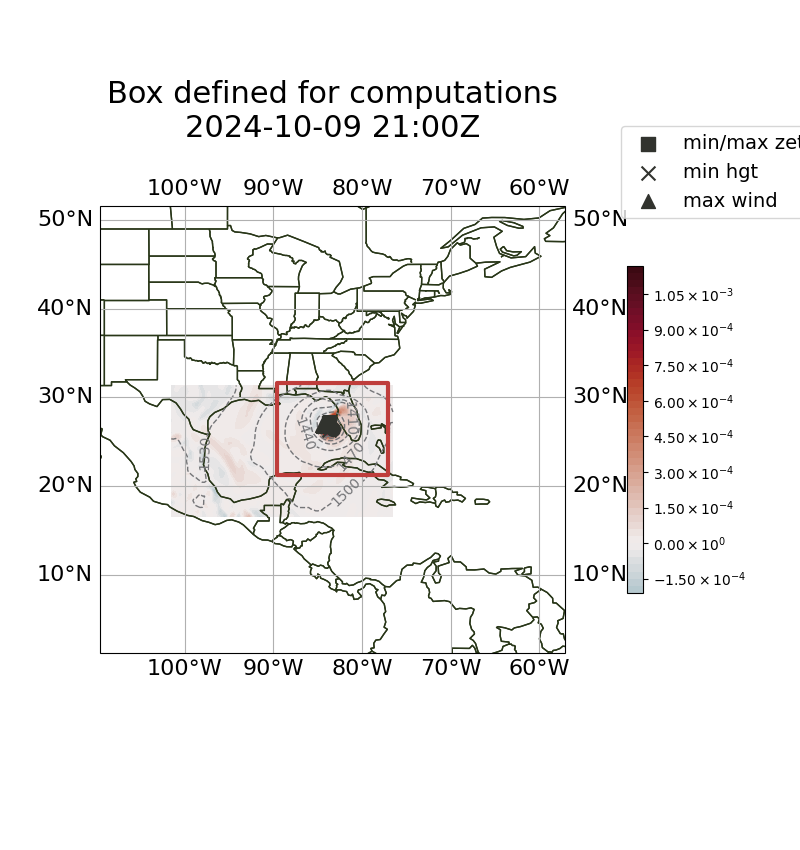 Box defined for computations
2024-10-09 21:00Z
min/max zet
min hgt
max wind
100°W 90°W 80°W 70°W 60°W
50°N 50°N
40°N 40°N
30°N 30°N
20°N 20°N
10°N 10°N
100°W 90°W 80°W 70°W 60°W
1440
1530
1500
1.05 × 10⁻³
9.00 × 10⁻⁴
7.50 × 10⁻⁴
6.00 × 10⁻⁴
4.50 × 10⁻⁴
3.00 × 10⁻⁴
1.50 × 10⁻⁴
0.00 × 10⁰
−1.50 × 10⁻⁴